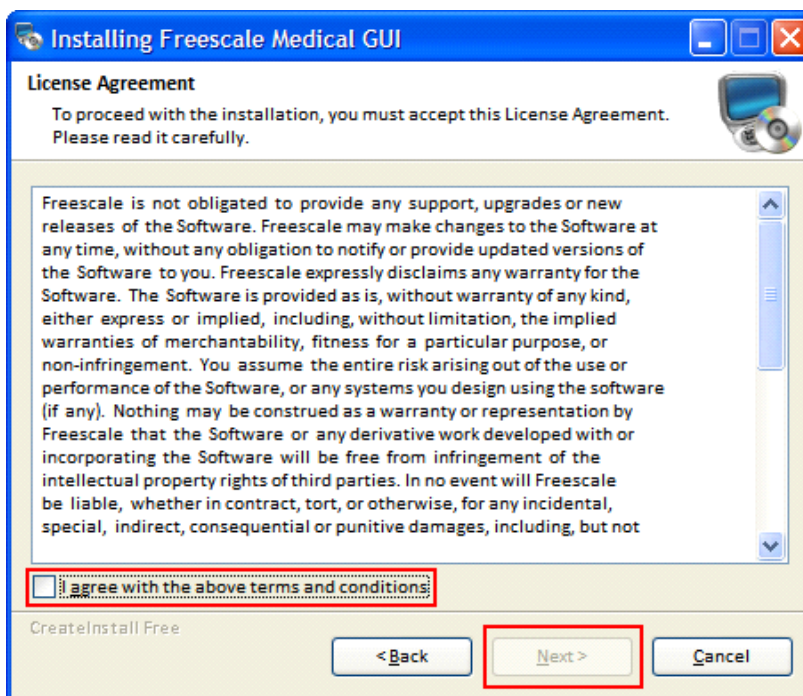 Installing Freescale Medical GUI
License Agreement
To proceed with the installation, you must accept this License Agreement.
Please read it carefully.
Freescale is not obligated to provide any support, upgrades or new
releases of the Software. Freescale may make changes to the Software at
any time, without any obligation to notify or provide updated versions of
the Software to you. Freescale expressly disclaims any warranty for the
Software. The Software is provided as is, without warranty of any kind,
either express or implied, including, without limitation, the implied
warranties of merchantability, fitness for a particular purpose, or
non-infringement. You assume the entire risk arising out of the use or
performance of the Software, or any systems you design using the software
(if any). Nothing may be construed as a warranty or representation by
Freescale that the Software or any derivative work developed with or
incorporating the Software will be free from infringement of the
intellectual property rights of third parties. In no event will Freescale
be liable, whether in contract, tort, or otherwise, for any incidental,
special, indirect, consequential or punitive damages, including, but not
I agree with the above terms and conditions
CreateInstall Free
< Back
Next >
Cancel